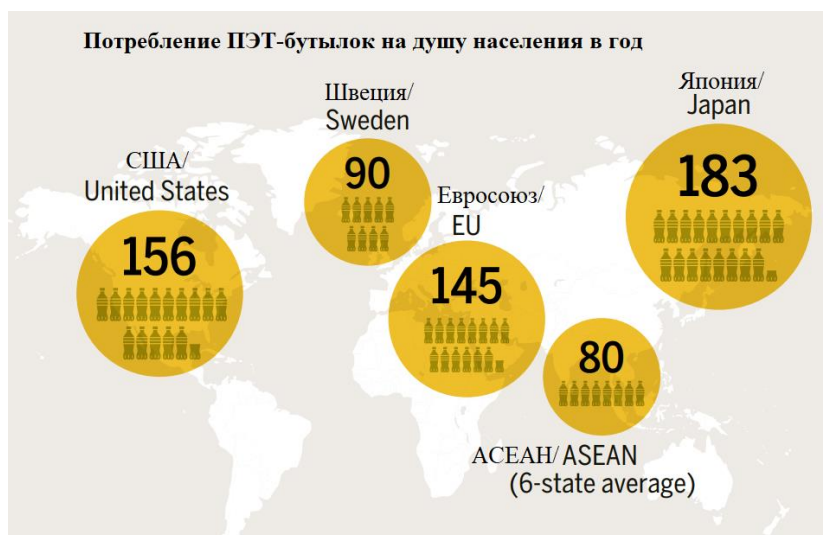 Потребление ПЭТ-бутылок на душу населения в год
Япония/
Japan
183
Швеция/
Sweden
90
США/
United States
156
Евросоюз/
EU
145
80
АСЕАН/ ASEAN
(6-state average)